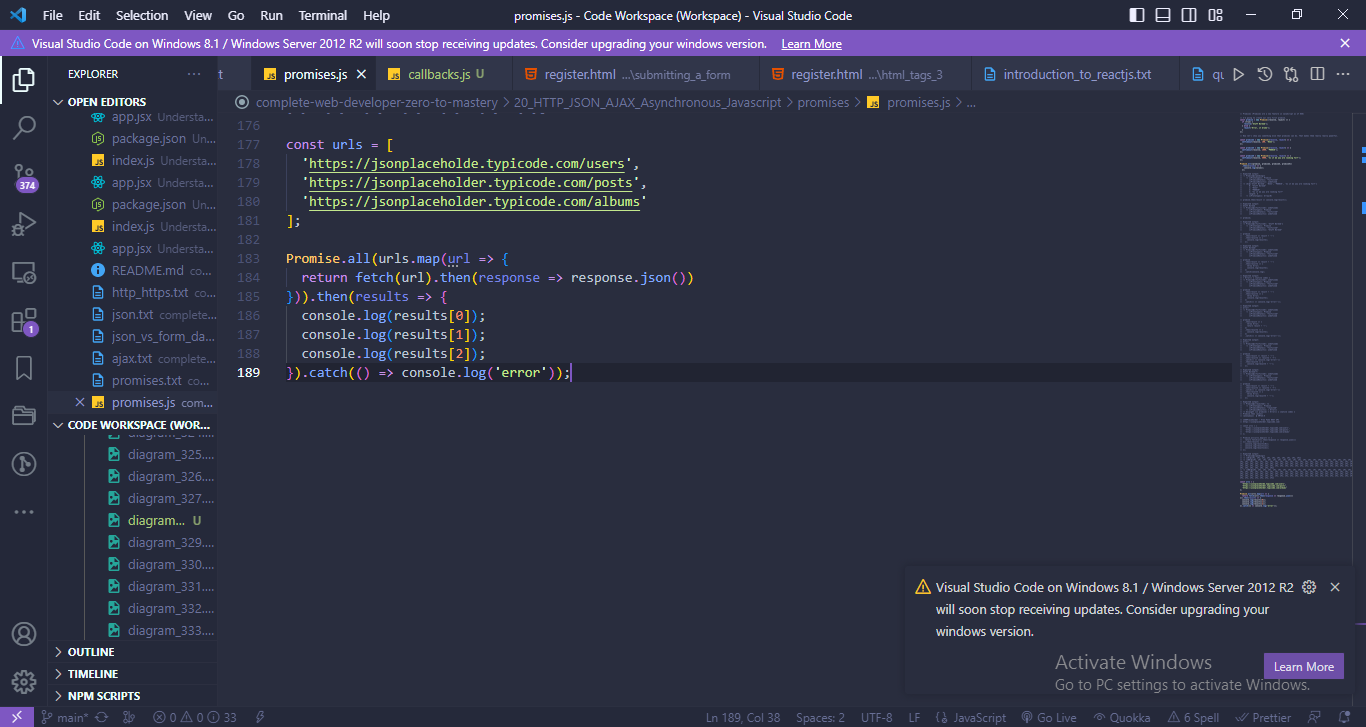 File Edit Selection View Go Run Terminal Help
promises.js - Code Workspace (Workspace) - Visual Studio Code
Visual Studio Code on Windows 8.1 / Windows Server 2012 R2 will soon stop receiving updates. Consider upgrading your windows version. Learn More
EXPLORER ...
t promises.js callbacks.js U register.html ...\submitting_a_form register.html ...\html_tags_3 introduction_to_reactjs.txt
complete-web-developer-zero-to-mastery > 20_HTTP_JSON_AJAX_Asynchronous_Javascript > promises > promises.js > ...
OPEN EDITORS
app.jsx Understa...
package.json Un...
index.js Understa...
app.jsx Understa...
package.json Un...
index.js Understa...
app.jsx Understa...
README.md co...
http_https.txt co...
json.txt complete...
json_vs_form_da...
ajax.txt complete...
promises.txt co...
promises.js com...
CODE WORKSPACE (WOR...
diagram_325....
diagram_326....
diagram_327....
diagram... U
diagram_329....
diagram_330....
diagram_331....
diagram_332....
diagram_333....
OUTLINE
TIMELINE
NPM SCRIPTS
374
1
176
177 const urls = [
178 'https://jsonplaceholde.typicode.com/users',
179 'https://jsonplaceholder.typicode.com/posts',
180 'https://jsonplaceholder.typicode.com/albums'
181 ];
182
183 Promise.all(urls.map(url => {
184 return fetch(url).then(response => response.json())
185 })).then(results => {
186 console.log(results[0]);
187 console.log(results[1]);
188 console.log(results[2]);
189 }).catch(() => console.log('error'));
Visual Studio Code on Windows 8.1 / Windows Server 2012 R2
will soon stop receiving updates. Consider upgrading your
windows version.
Learn More
Activate Windows
Go to PC settings to activate Windows.
main* 0 0 33
Ln 189, Col 38 Spaces: 2 UTF-8 LF {} JavaScript Go Live Quokka 6 Spell Prettier